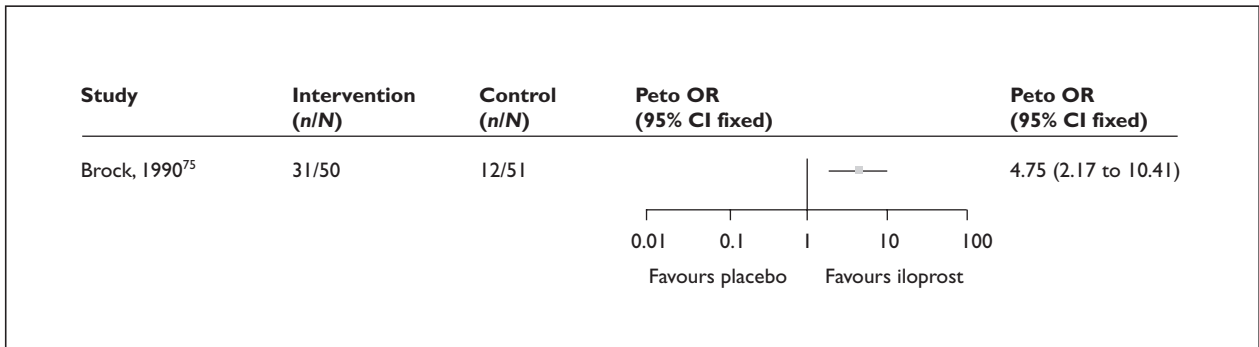 Study Intervention Control Peto OR Peto OR
(n/N) (n/N) (95% CI fixed) (95% CI fixed)
Brock, 1990⁷⁵ 31/50 12/51 4.75 (2.17 to 10.41)
0.01 0.1 1 10 100
Favours placebo Favours iloprost